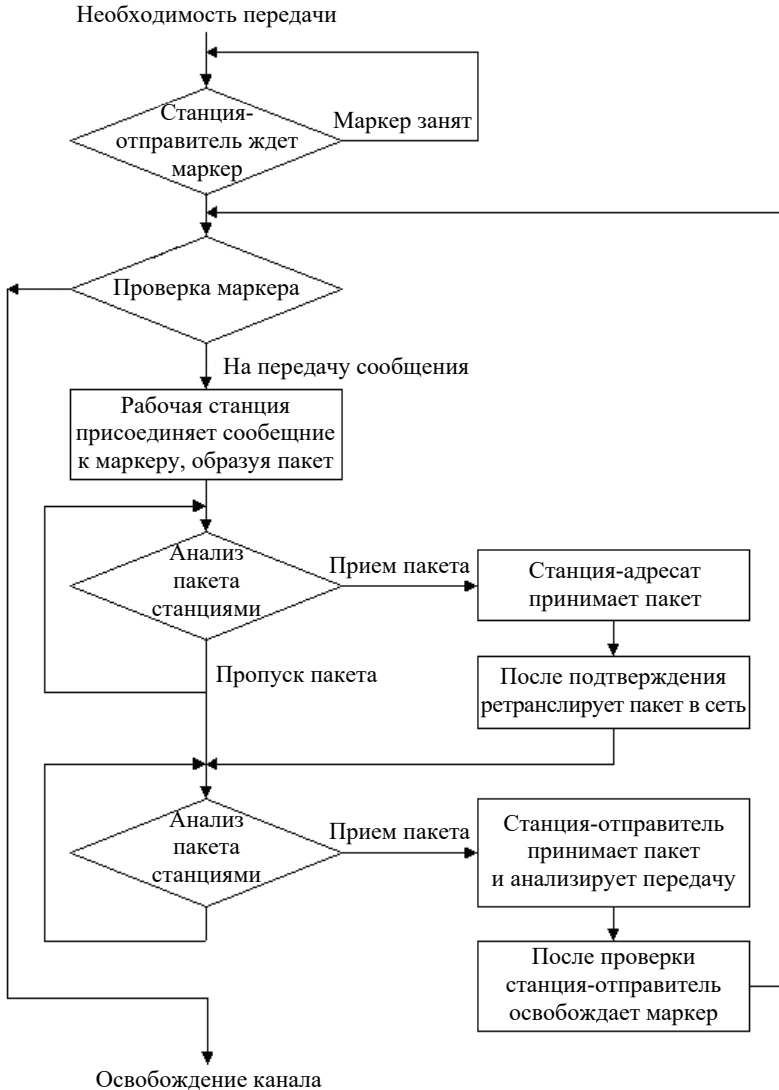 Необходимость передачи
Станция-
отправитель ждет
маркер
Маркер занят
Проверка маркера
На передачу сообщения
Рабочая станция
присоединяет сообещние
к маркеру, образуя пакет
Анализ
пакета
станциями
Прием пакета
Станция-адресат
принимает пакет
Пропуск пакета
После подтверждения
ретранслирует пакет в сеть
Анализ
пакета
станциями
Прием пакета
Станция-отправитель
принимает пакет
и анализирует передачу
После проверки
станция-отправитель
освобождает маркер
Освобождение канала